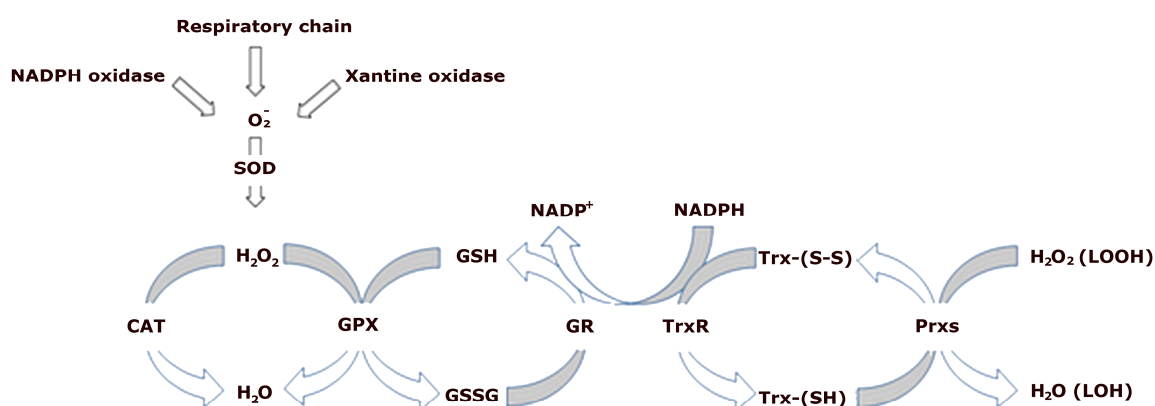 Respiratory chain
NADPH oxidase
Xantine oxidase
O₂⁻
SOD
NADP⁺
NADPH
H₂O₂
GSH
Trx-(S-S)
H₂O₂ (LOOH)
CAT
GPX
GR
TrxR
Prxs
H₂O
GSSG
Trx-(SH)
H₂O (LOH)